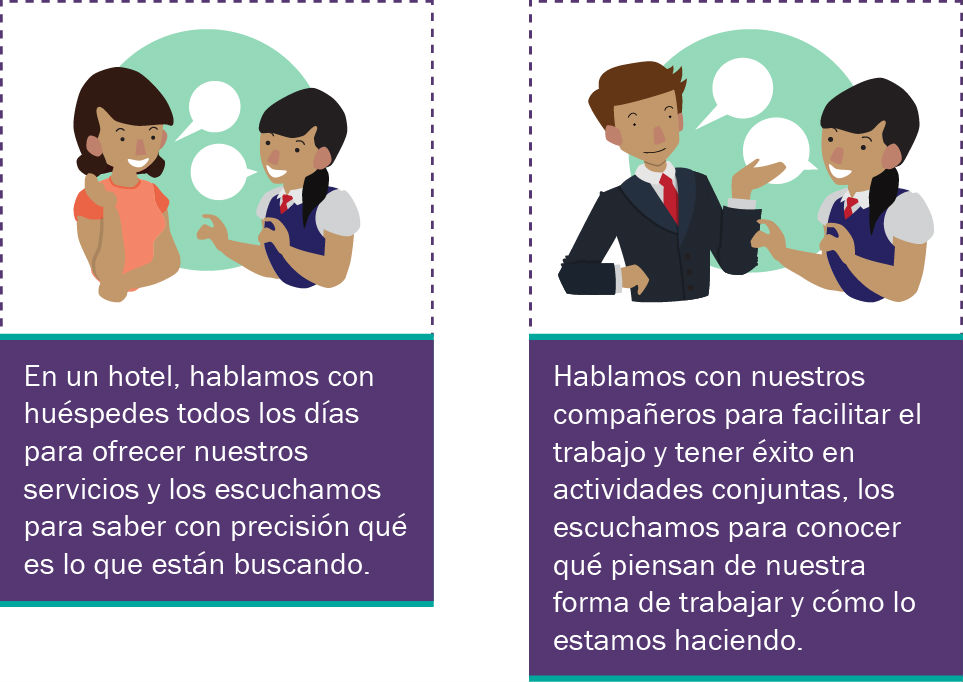 En un hotel, hablamos con
huéspedes todos los días
para ofrecer nuestros
servicios y los escuchamos
para saber con precisión qué
es lo que están buscando.
Hablamos con nuestros
compañeros para facilitar el
trabajo y tener éxito en
actividades conjuntas, los
escuchamos para conocer
qué piensan de nuestra
forma de trabajar y cómo lo
estamos haciendo.